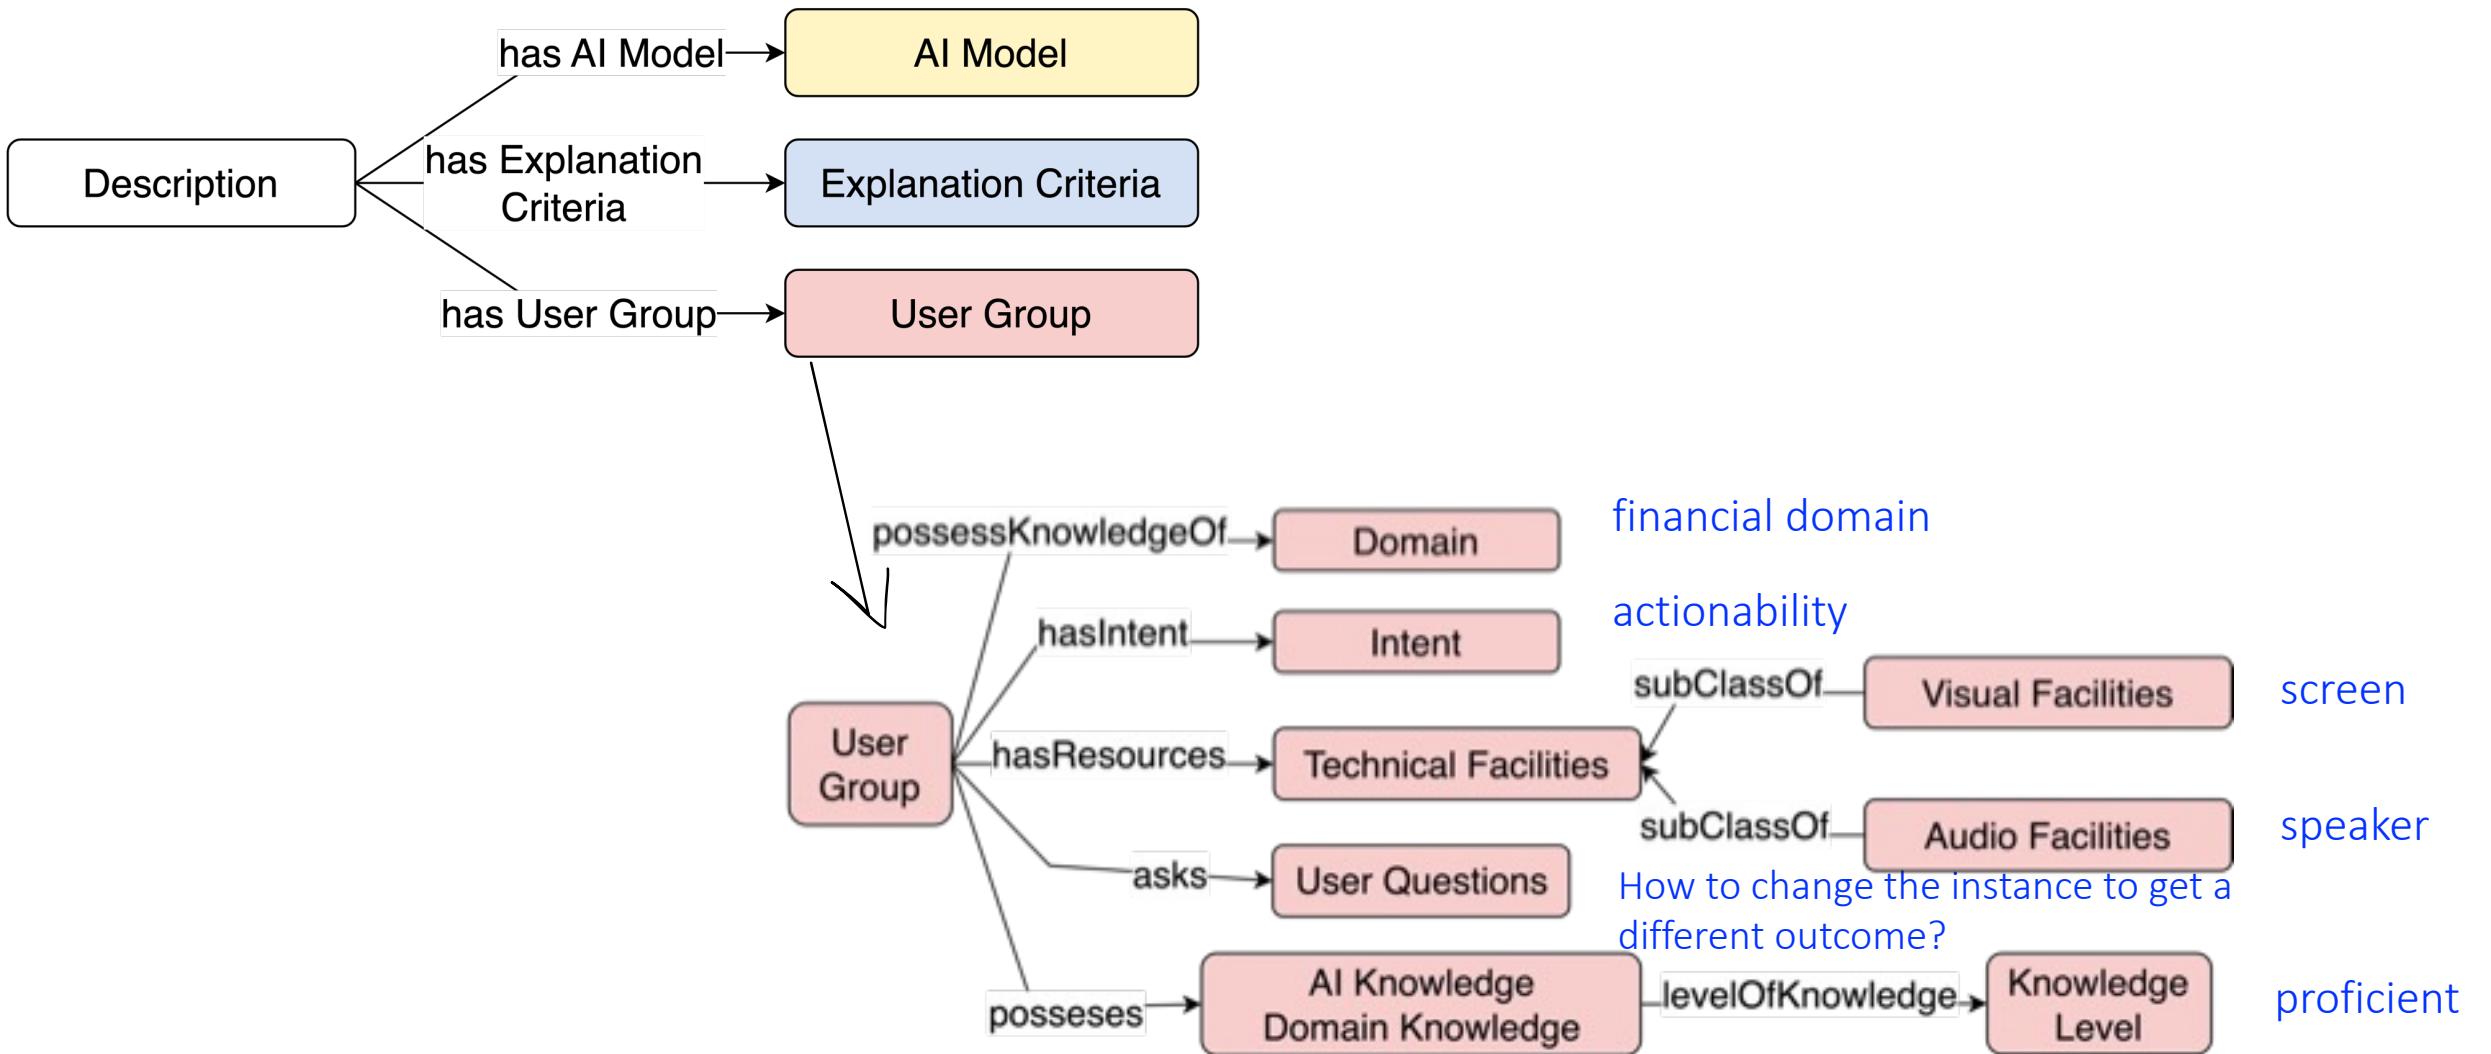 has AI Model
AI Model
Description
has Explanation
Criteria
Explanation Criteria
has User Group
User Group
possessKnowledgeOf
Domain
financial domain
hasIntent
Intent
actionability
User
Group
hasResources
Technical Facilities
subClassOf
Visual Facilities
screen
subClassOf
Audio Facilities
speaker
asks
User Questions
How to change the instance to get a
different outcome?
posseses
AI Knowledge
Domain Knowledge
levelOfKnowledge
Knowledge
Level
proficient